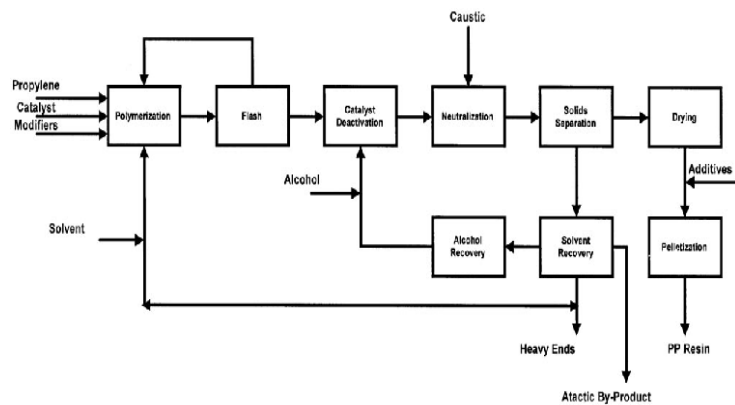 Caustic
Propylene
Catalyst
Modifiers
Polymerization
Flash
Catalyst
Deactivation
Neutralization
Solids
Separation
Drying
Additives
Alcohol
Solvent
Alcohol
Recovery
Solvent
Recovery
Pelletization
Heavy Ends
PP Resin
Atactic By-Product